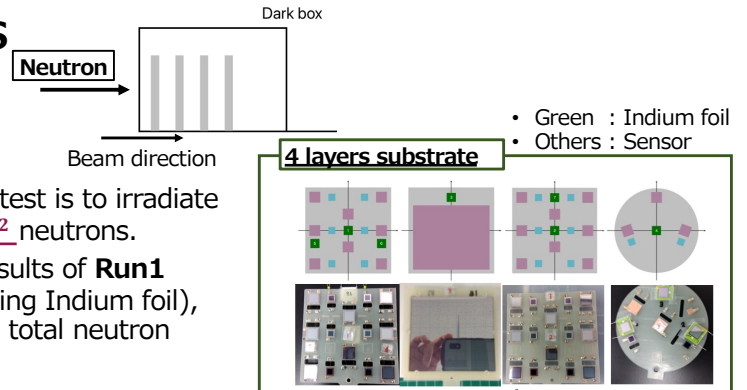 s
Dark box
Neutron
Beam direction
• Green : Indium foil
• Others : Sensor
4 layers substrate
test is to irradiate
2 neutrons.
sults of Run1
ing Indium foil),
total neutron